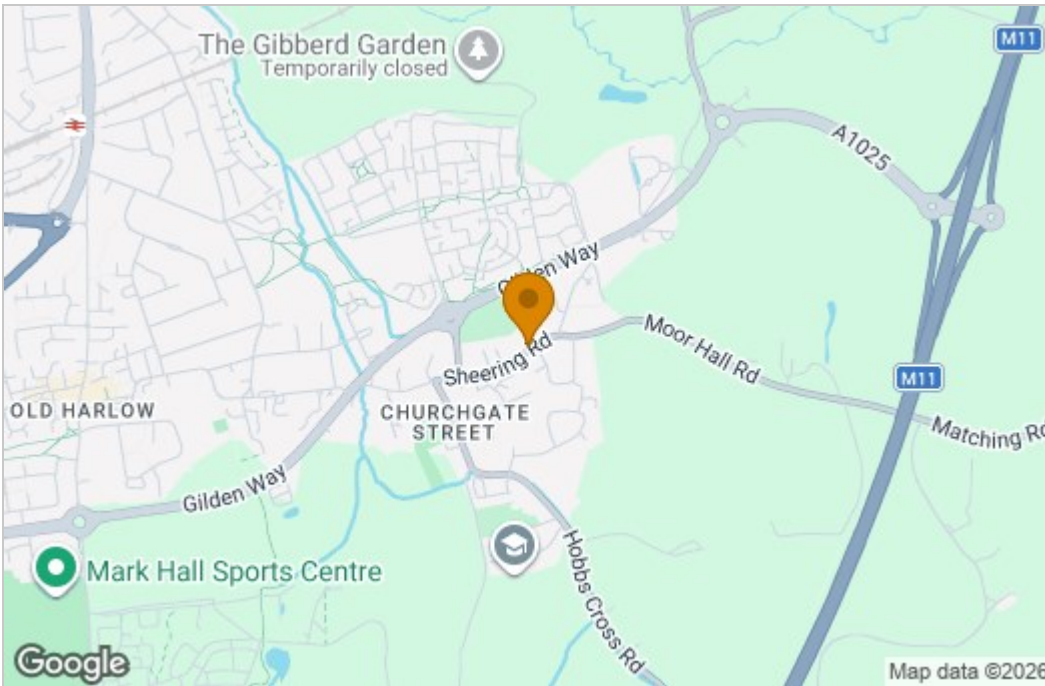 The Gibberd Garden
Temporarily closed
M11
A1025
Gilden Way
Sheering Rd
Moor Hall Rd
M11
Matching Rd
OLD HARLOW
CHURCHGATE
STREET
Gilden Way
Hobbs Cross Rd
Mark Hall Sports Centre
Google
Map data ©2026